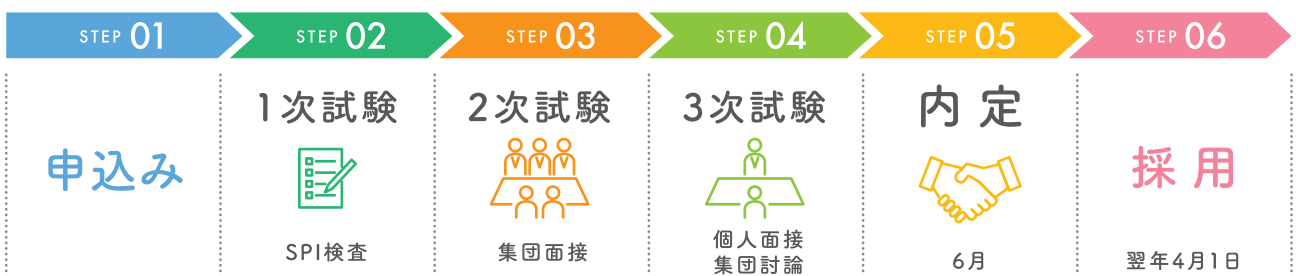 STEP 01
STEP 02
STEP 03
STEP 04
STEP 05
STEP 06
申込み
1次試験
SPI検査
2次試験
集団面接
3次試験
個人面接
集団討論
内定
6月
採用
翌年4月1日